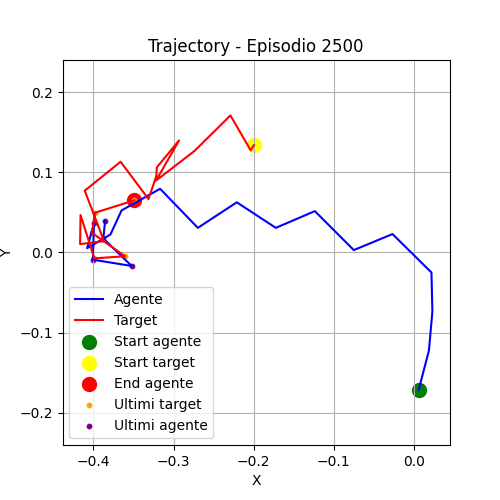 Trajectory - Episodio 2500
0.2
0.1
0.0
−0.1
−0.2
Y
−0.4
−0.3
−0.2
−0.1
0.0
X
Agente
Target
Start agente
Start target
End agente
Ultimi target
Ultimi agente